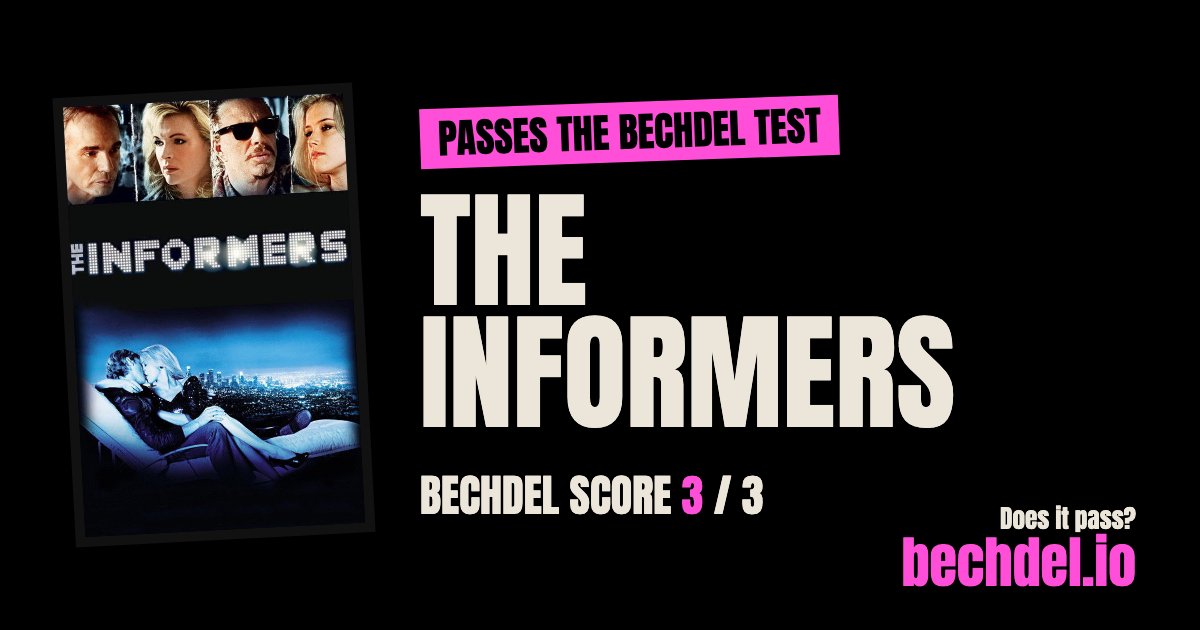 THE INFORMERS
PASSES THE BECHDEL TEST
THE
INFORMERS
BECHDEL SCORE 3 / 3
Does it pass?
bechdel.io